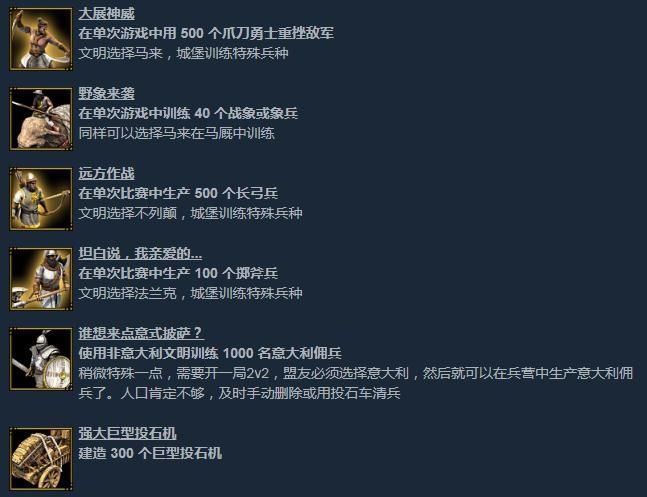 大展神威
在单次游戏中用 500 个爪刀勇士重挫敌军
文明选择马来，城堡训练特殊兵种
野象来袭
在单次游戏中训练 40 个战象或象兵
同样可以选择马来在马厩中训练
远方作战
在单次比赛中生产 500 个长弓兵
文明选择不列颠，城堡训练特殊兵种
坦白说，我亲爱的...
在单次比赛中生产 100 个掷斧兵
文明选择法兰克，城堡训练特殊兵种
谁想来点意式披萨？
使用非意大利文明训练 1000 名意大利佣兵
稍微特殊一点，需要开一局2v2，盟友必须选择意大利，然后就可以在兵营中生产意大利佣
兵了。人口肯定不够，及时手动删除或用投石车清兵
强大巨型投石机
建造 300 个巨型投石机